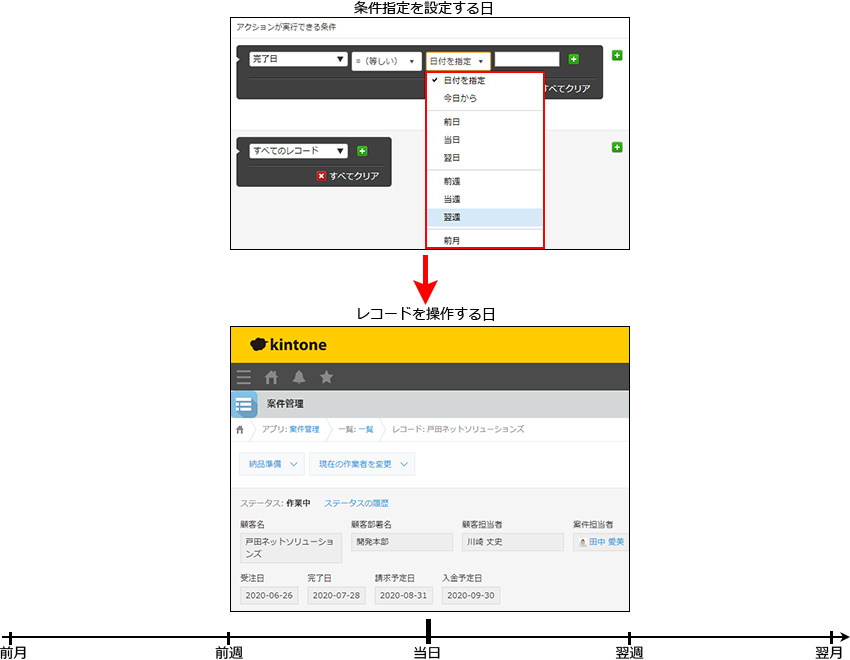 条件指定を設定する日
アクションが実行できる条件
完了日 ▼ =（等しい） ▼ 日付を指定 ▼
✓ 日付を指定
すべてクリア
今日から
前日
当日
翌日
すべてのレコード ▼
すべてクリア
前週
当週
翌週
前月
レコードを操作する日
kintone
案件管理
アプリ: 案件管理 一覧: 一覧 レコード: 戸田ネットソリューションズ
納品準備 現在の作業者を変更
ステータス: 作業中 ステータスの履歴
顧客名 顧客部署名 顧客担当者 案件担当者
戸田ネットソリューショ
ンズ
開発本部 川崎 丈史 田中 愛美
受注日 完了日 請求予定日 入金予定日
2020-06-26 2020-07-28 2020-08-31 2020-09-30
前月 前週 当日 翌週 翌月